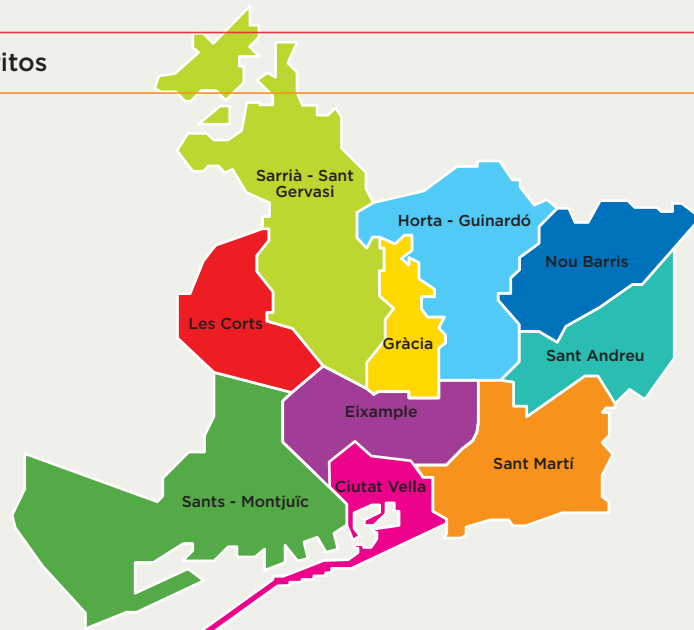 itos
Sarrià - Sant
Gervasi
Horta - Guinardó
Nou Barris
Les Corts
Gràcia
Sant Andreu
Eixample
Sant Martí
Ciutat Vella
Sants - Montjuïc